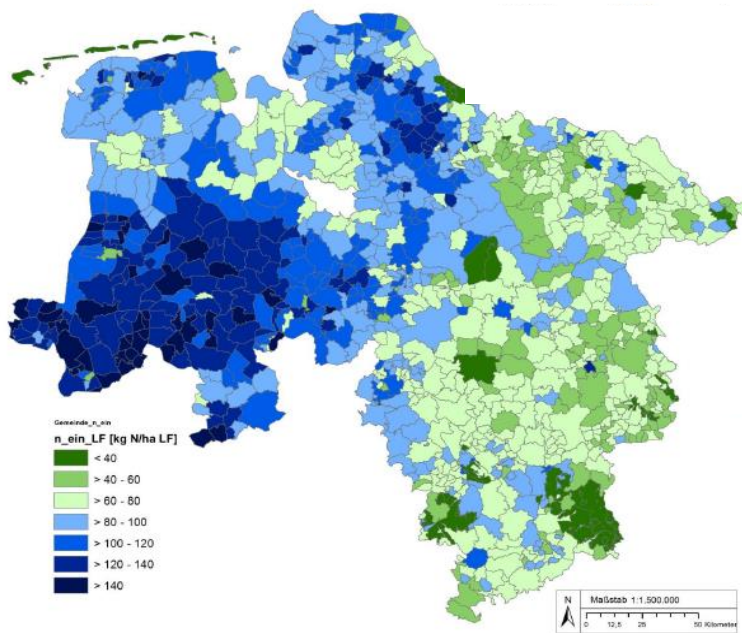 Gemeinde_n_ein
n_ein_LF [kg N/ha LF]
< 40
> 40 - 60
> 60 - 80
> 80 - 100
> 100 - 120
> 120 - 140
> 140
N
Maßstab 1:1.500.000
0 12,5 25 50 Kilometer